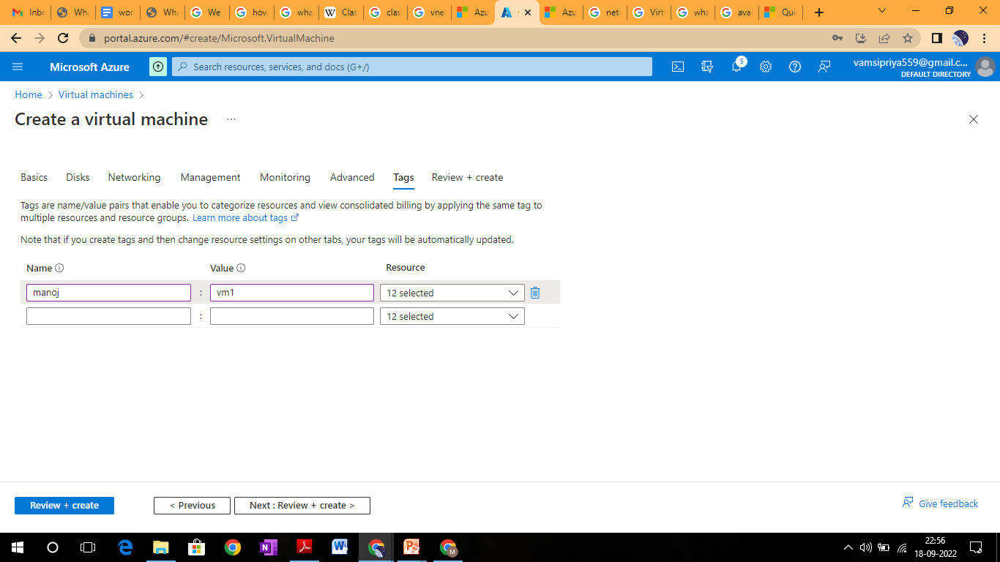 Inbo
Wha
wor
Wha
We
how
wha
Clas
clas
vne
Azu
Azu
netv
Virt
wha
avai
Qui
portal.azure.com/#create/Microsoft.VirtualMachine
Microsoft Azure
Search resources, services, and docs (G+/)
5
vamsipriya559@gmail.c...
DEFAULT DIRECTORY
Home > Virtual machines >
Create a virtual machine ...
Basics Disks Networking Management Monitoring Advanced Tags Review + create
Tags are name/value pairs that enable you to categorize resources and view consolidated billing by applying the same tag to
multiple resources and resource groups. Learn more about tags
Note that if you create tags and then change resource settings on other tabs, your tags will be automatically updated.
Name Value Resource
manoj : vm1 12 selected
: 12 selected
Review + create < Previous Next : Review + create > Give feedback
22:56
18-09-2022